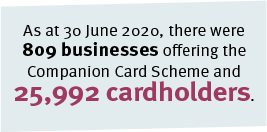 As at 30 June 2020, there were
809 businesses offering the
Companion Card Scheme and
25,992 cardholders.